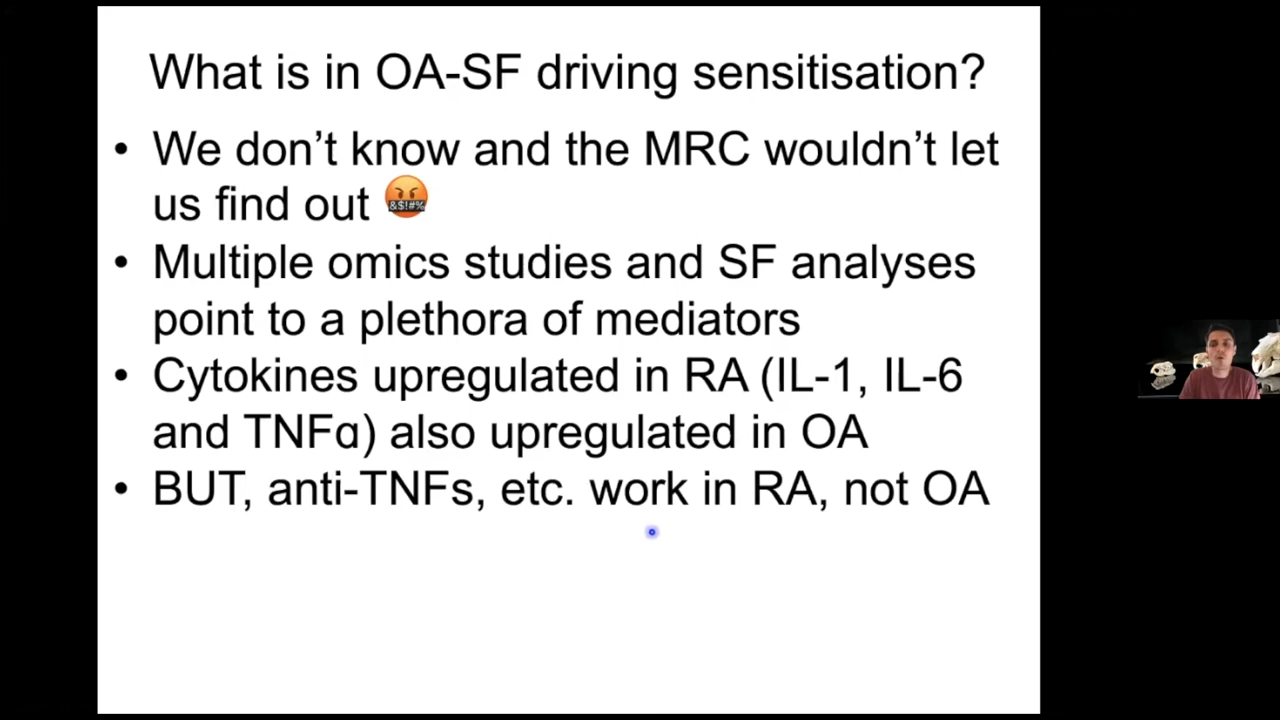 What is in OA-SF driving sensitisation?
• We don’t know and the MRC wouldn’t let
us find out 🤬
• Multiple omics studies and SF analyses
point to a plethora of mediators
• Cytokines upregulated in RA (IL-1, IL-6
and TNFα) also upregulated in OA
• BUT, anti-TNFs, etc. work in RA, not OA